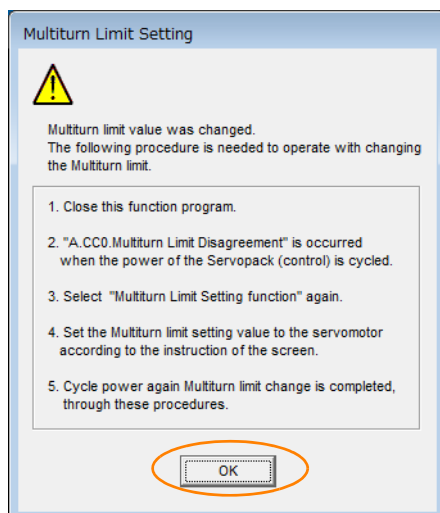 Multiturn Limit Setting
Multiturn limit value was changed.
The following procedure is needed to operate with changing
the Multiturn limit.
1. Close this function program.
2. "A.CC0.Multiturn Limit Disagreement" is occurred
when the power of the Servopack (control) is cycled.
3. Select "Multiturn Limit Setting function" again.
4. Set the Multiturn limit setting value to the servomotor
according to the instruction of the screen.
5. Cycle power again Multiturn limit change is completed,
through these procedures.
OK